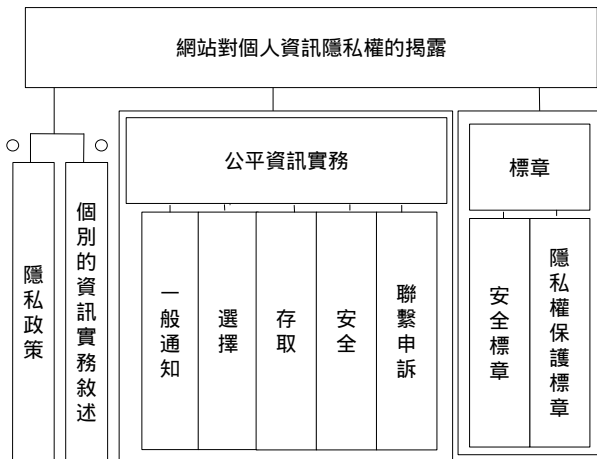 網站對個人資訊隱私權的揭露
公平資訊實務
標章
隱私政策
個別的資訊實務敘述
一般通知
選擇
存取
安全
聯繫申訴
安全標章
隱私權保護標章